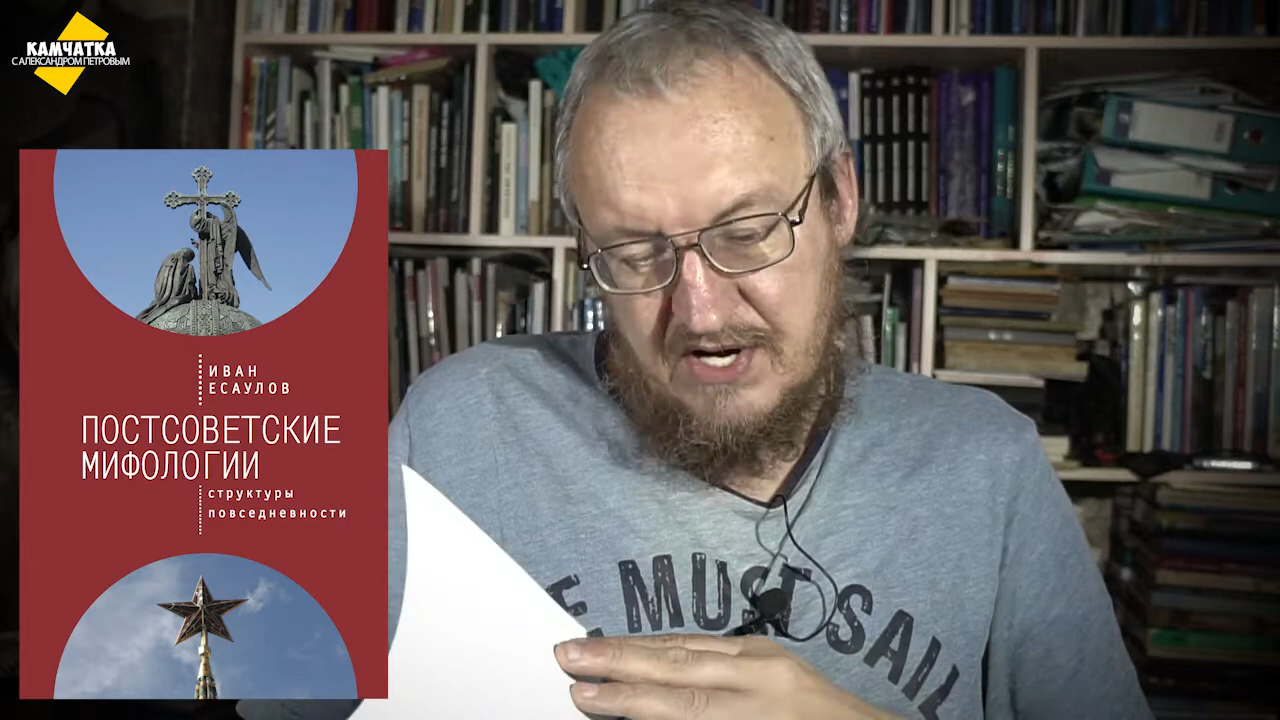 КАМЧАТКА
С АЛЕКСАНДРОМ ПЕТРОВЫМ
ИВАН
ЕСАУЛОВ
ПОСТСОВЕТСКИЕ
МИФОЛОГИИ
структуры
повседневности
MUST SAIL